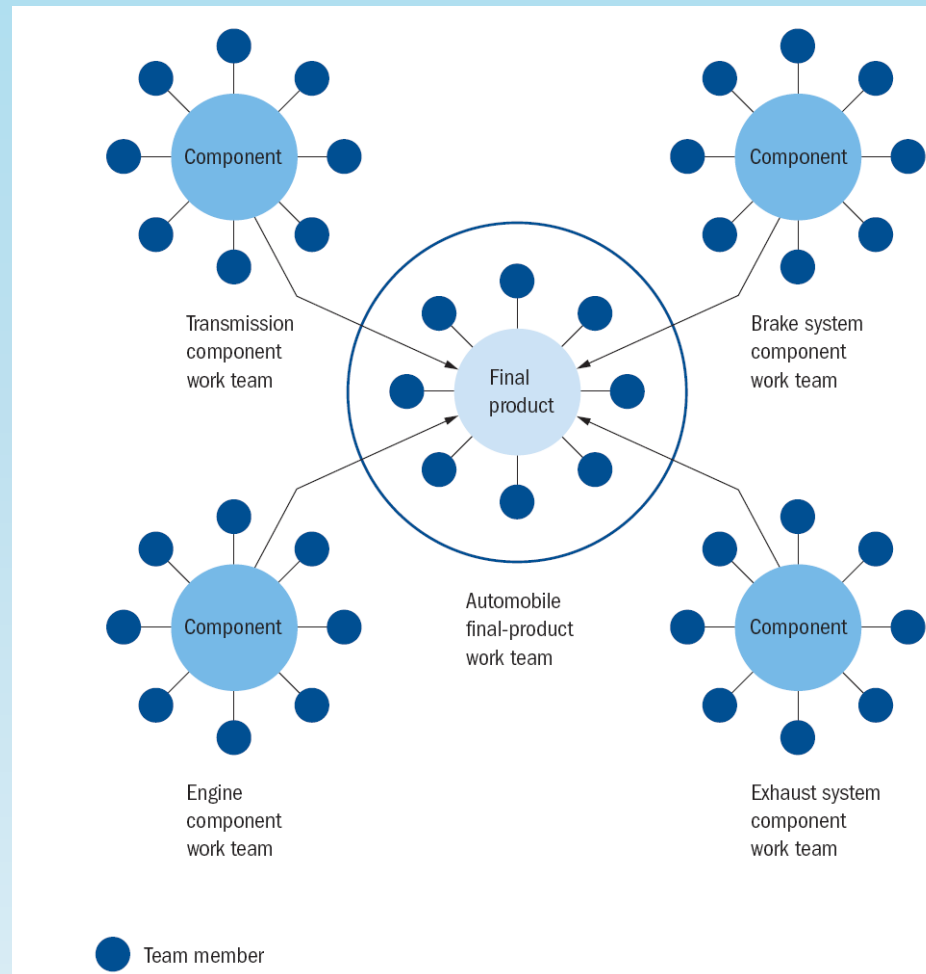 Component
Component
Transmission
component
work team
Brake system
component
work team
Final
product
Component
Component
Automobile
final-product
work team
Engine
component
work team
Exhaust system
component
work team
Team member